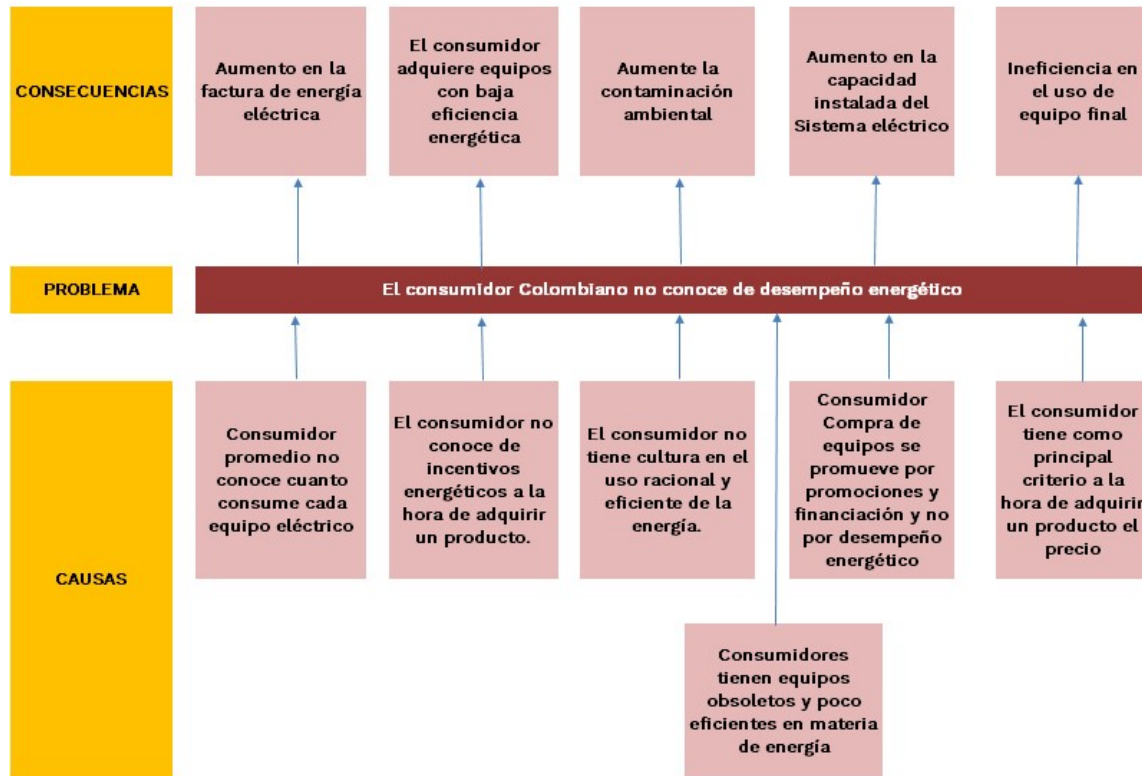 CONSECUENCIAS
Aumento en la
factura de energía
eléctrica
El consumidor
adquiere equipos
con baja
eficiencia
energética
Aumente la
contaminación
ambiental
Aumento en la
capacidad
instalada del
Sistema eléctrico
Ineficiencia en
el uso de
equipo final
PROBLEMA
El consumidor Colombiano no conoce de desempeño energético
CAUSAS
Consumidor
promedio no
conoce cuanto
consume cada
equipo eléctrico
El consumidor no
conoce de
incentivos
energéticos a la
hora de adquirir
un producto.
El consumidor no
tiene cultura en el
uso racional y
eficiente de la
energía.
Consumidor
Compra de
equipos se
promueve por
promociones y
financiación y no
por desempeño
energético
El consumidor
tiene como
principal
criterio a la
hora de adquirir
un producto el
precio
Consumidores
tienen equipos
obsoletos y poco
eficientes en materia
de energía